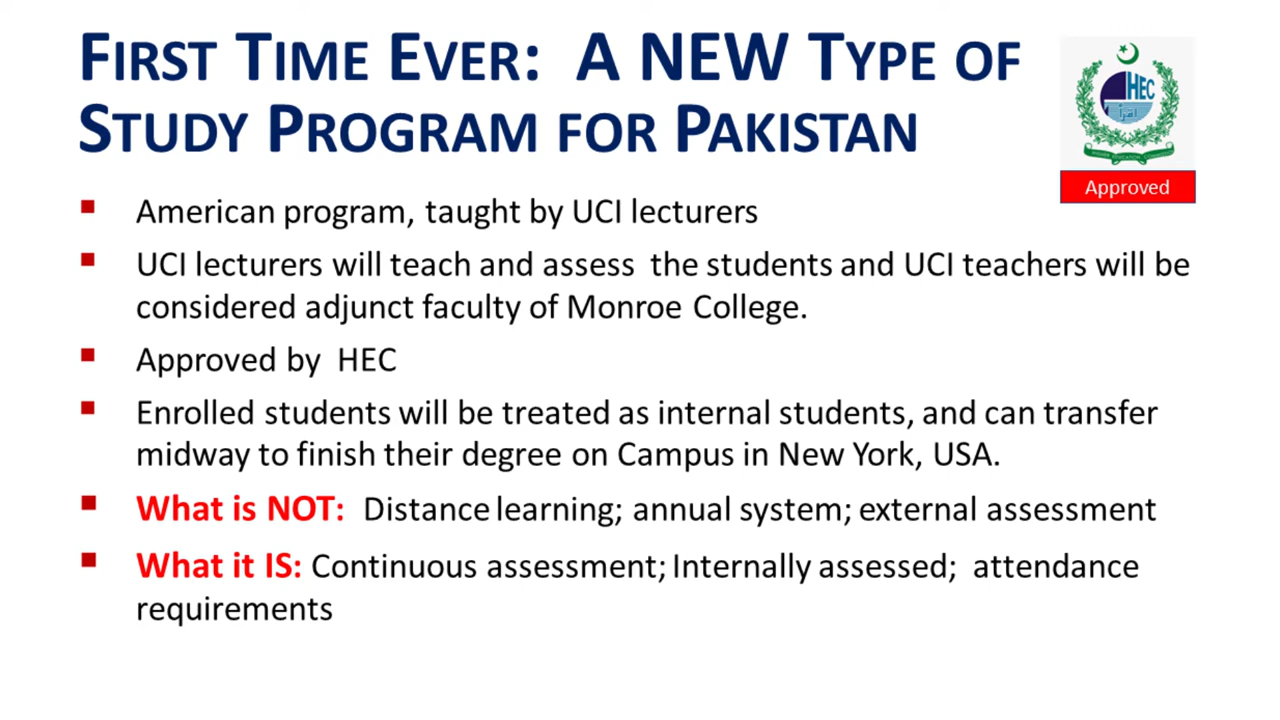 FIRST TIME EVER: A NEW TYPE OF
STUDY PROGRAM FOR PAKISTAN
HEC
اقرأ
Approved
▪ American program, taught by UCI lecturers
▪ UCI lecturers will teach and assess the students and UCI teachers will be
considered adjunct faculty of Monroe College.
▪ Approved by HEC
▪ Enrolled students will be treated as internal students, and can transfer
midway to finish their degree on Campus in New York, USA.
▪ What is NOT: Distance learning; annual system; external assessment
▪ What it IS: Continuous assessment; Internally assessed; attendance
requirements